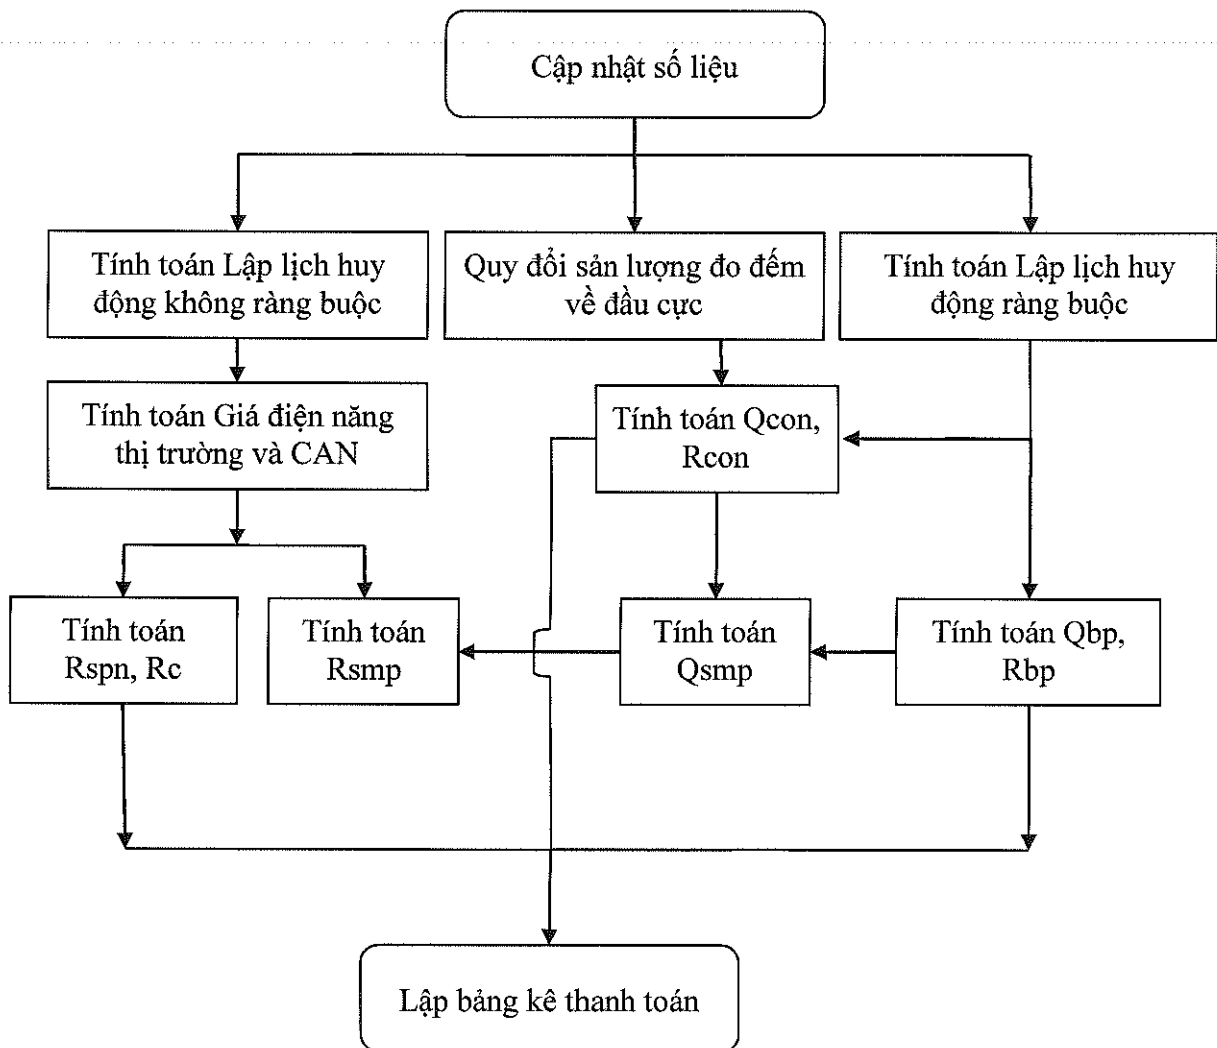 Cập nhật số liệu
Tính toán Lập lịch huy
động không ràng buộc
Quy đổi sản lượng đo đếm
về đầu cực
Tính toán Lập lịch huy
động ràng buộc
Tính toán Giá điện năng
thị trường và CAN
Tính toán Qcon,
Rcon
Tính toán
Rspn, Rc
Tính toán
Rsmp
Tính toán
Qsmp
Tính toán Qbp,
Rbp
Lập bảng kê thanh toán